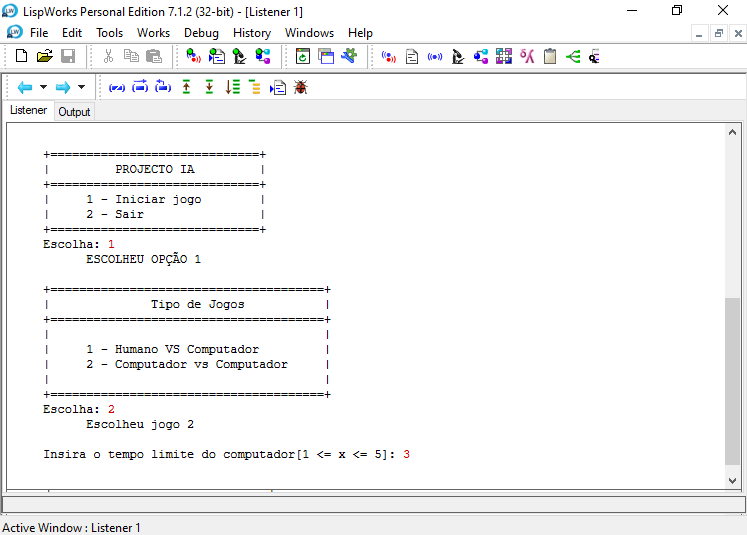 LispWorks Personal Edition 7.1.2 (32-bit) - [Listener 1]
File Edit Tools Works Debug History Windows Help
Listener Output
+=============================+
|         PROJECTO IA         |
+=============================+
|     1 - Iniciar jogo        |
|     2 - Sair                |
+=============================+
Escolha: 1
ESCOLHEU OPÇÃO 1
+======================================+
|              Tipo de Jogos           |
+======================================+
|                                      |
|     1 - Humano VS Computador         |
|     2 - Computador vs Computador     |
|                                      |
+======================================+
Escolha: 2
Escolheu jogo 2
Insira o tempo limite do computador[1 <= x <= 5]: 3
Active Window : Listener 1